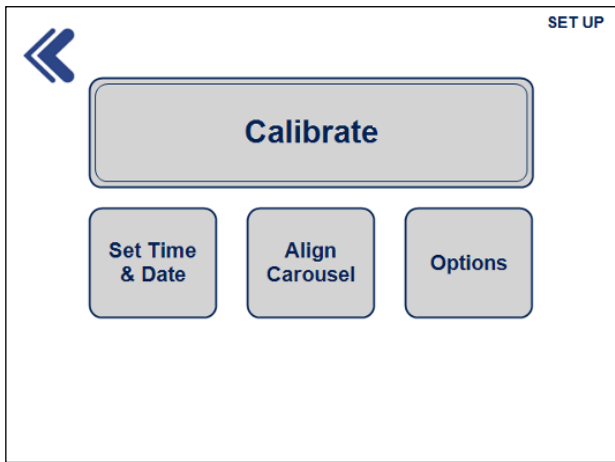 SET UP
Calibrate
Set Time
& Date
Align
Carousel
Options